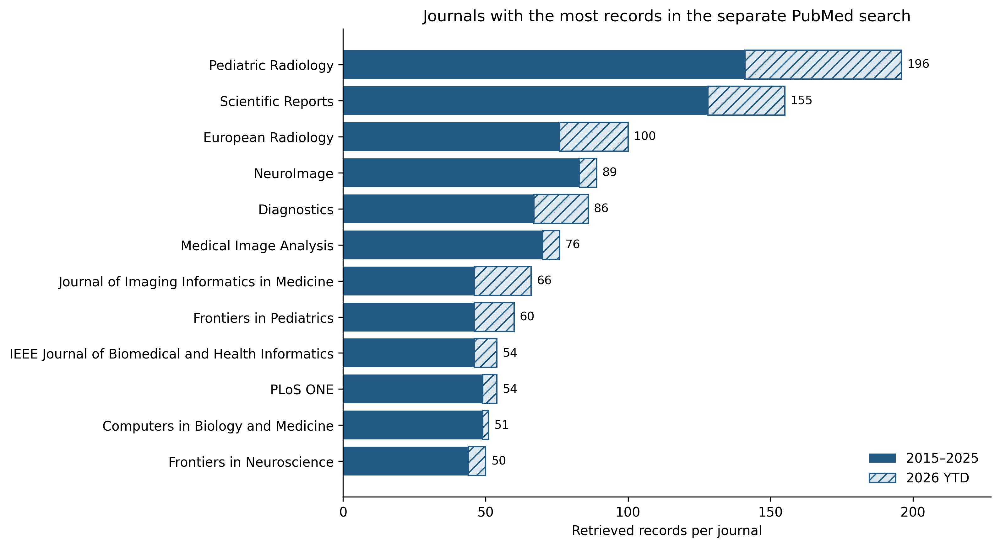 Journals with the most records in the separate PubMed search
Pediatric Radiology 196
Scientific Reports 155
European Radiology 100
NeuroImage 89
Diagnostics 86
Medical Image Analysis 76
Journal of Imaging Informatics in Medicine 66
Frontiers in Pediatrics 60
IEEE Journal of Biomedical and Health Informatics 54
PLoS ONE 54
Computers in Biology and Medicine 51
Frontiers in Neuroscience 50
2015–2025
2026 YTD
0 50 100 150 200
Retrieved records per journal